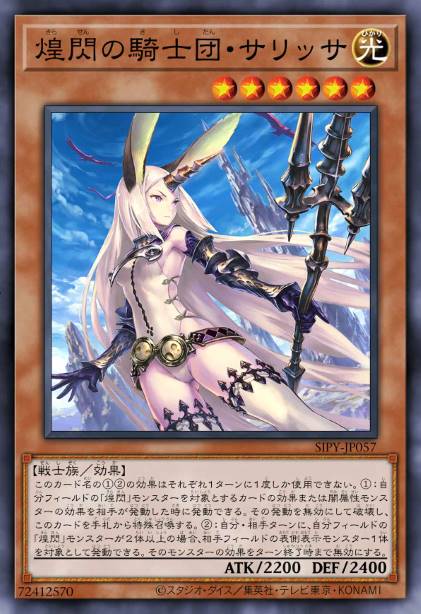 煌閃の騎士団・サリッサ
光
SIPY-JP057
【戦士族／効果】
このカード名の①②の効果はそれぞれ1ターンに1度しか使用できない。①：自
分フィールドの「煌閃」モンスターを対象とするカードの効果または闇属性モンス
ターの効果を相手が発動した時に発動できる。その発動を無効にして破壊し、
このカードを手札から特殊召喚する。②：自分・相手ターンに、自分フィールドの
「煌閃」モンスターが2体以上の場合、相手フィールドの表側表示モンスター1体
を対象として発動できる。そのモンスターの効果をターン終了時まで無効にする。
ATK/2200 DEF/2400
72412570 ©スタジオ・ダイス／集英社・テレビ東京・KONAMI